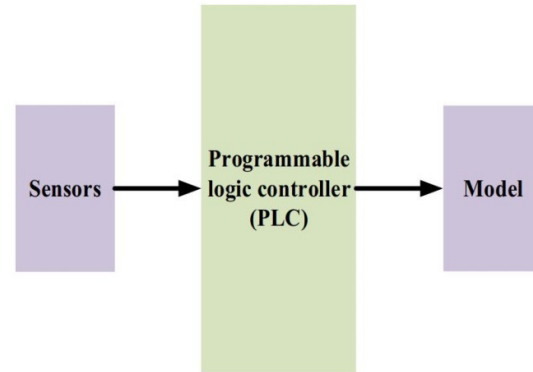 Sensors
Programmable
logic controller
(PLC)
Model